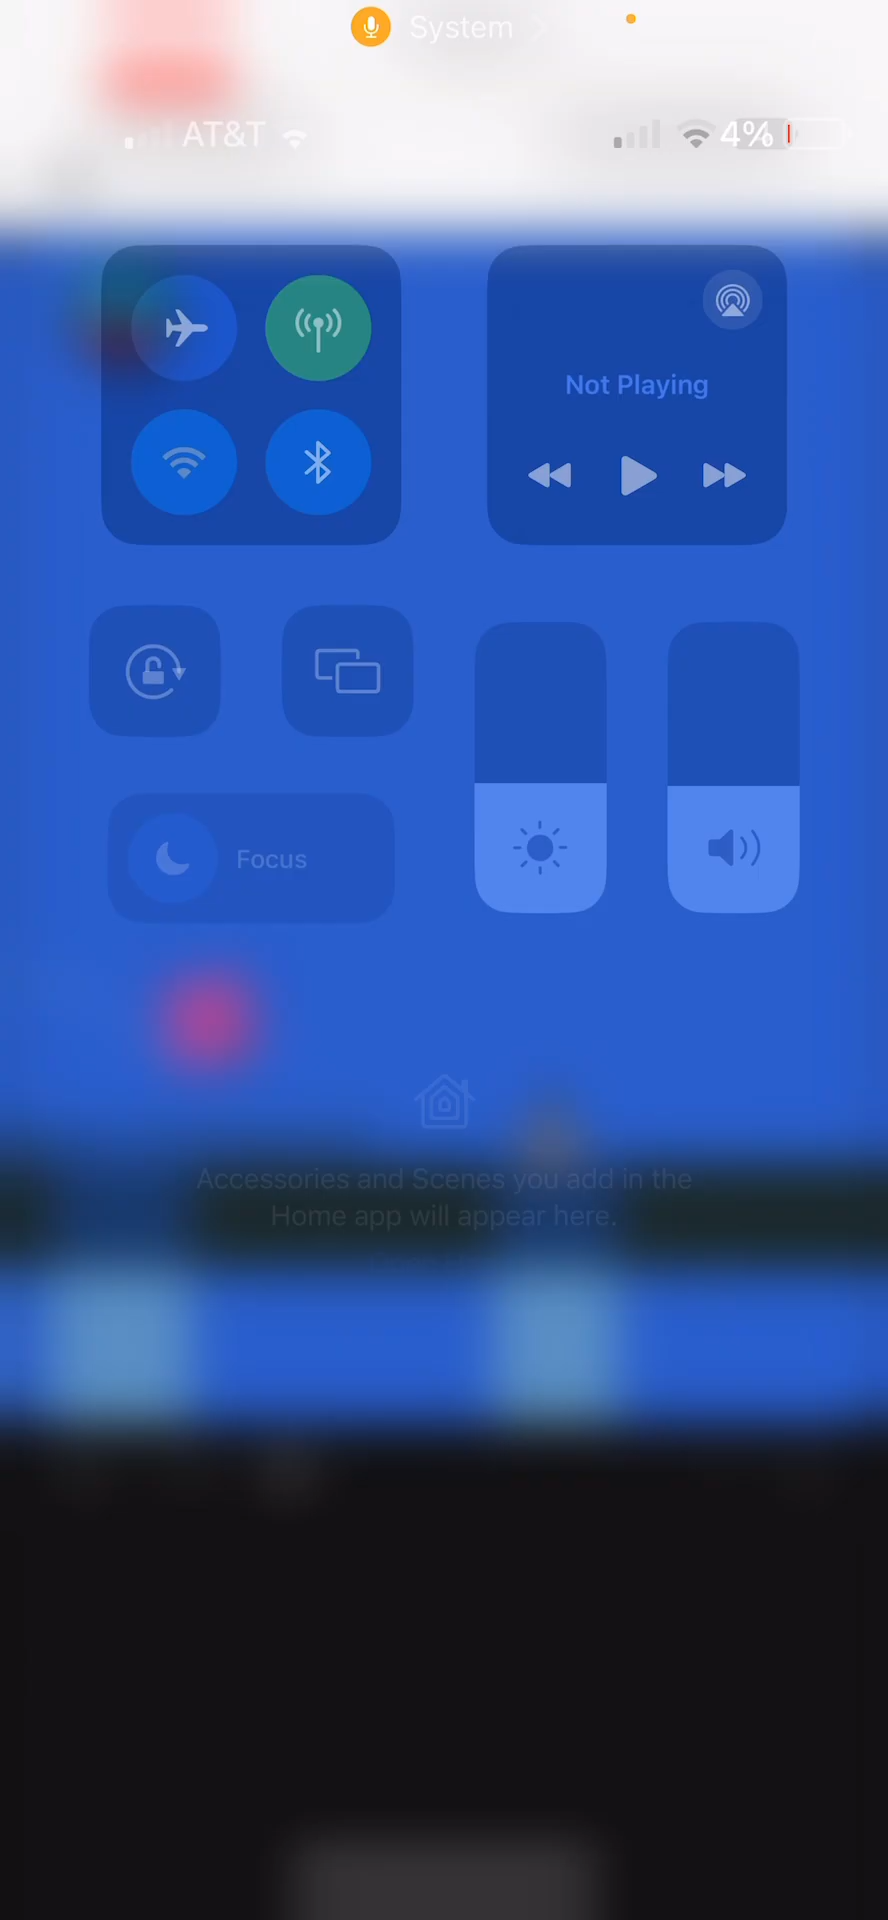 System
AT&T
4%
Not Playing
Focus
Accessories and Scenes you add in the
Home app will appear here.